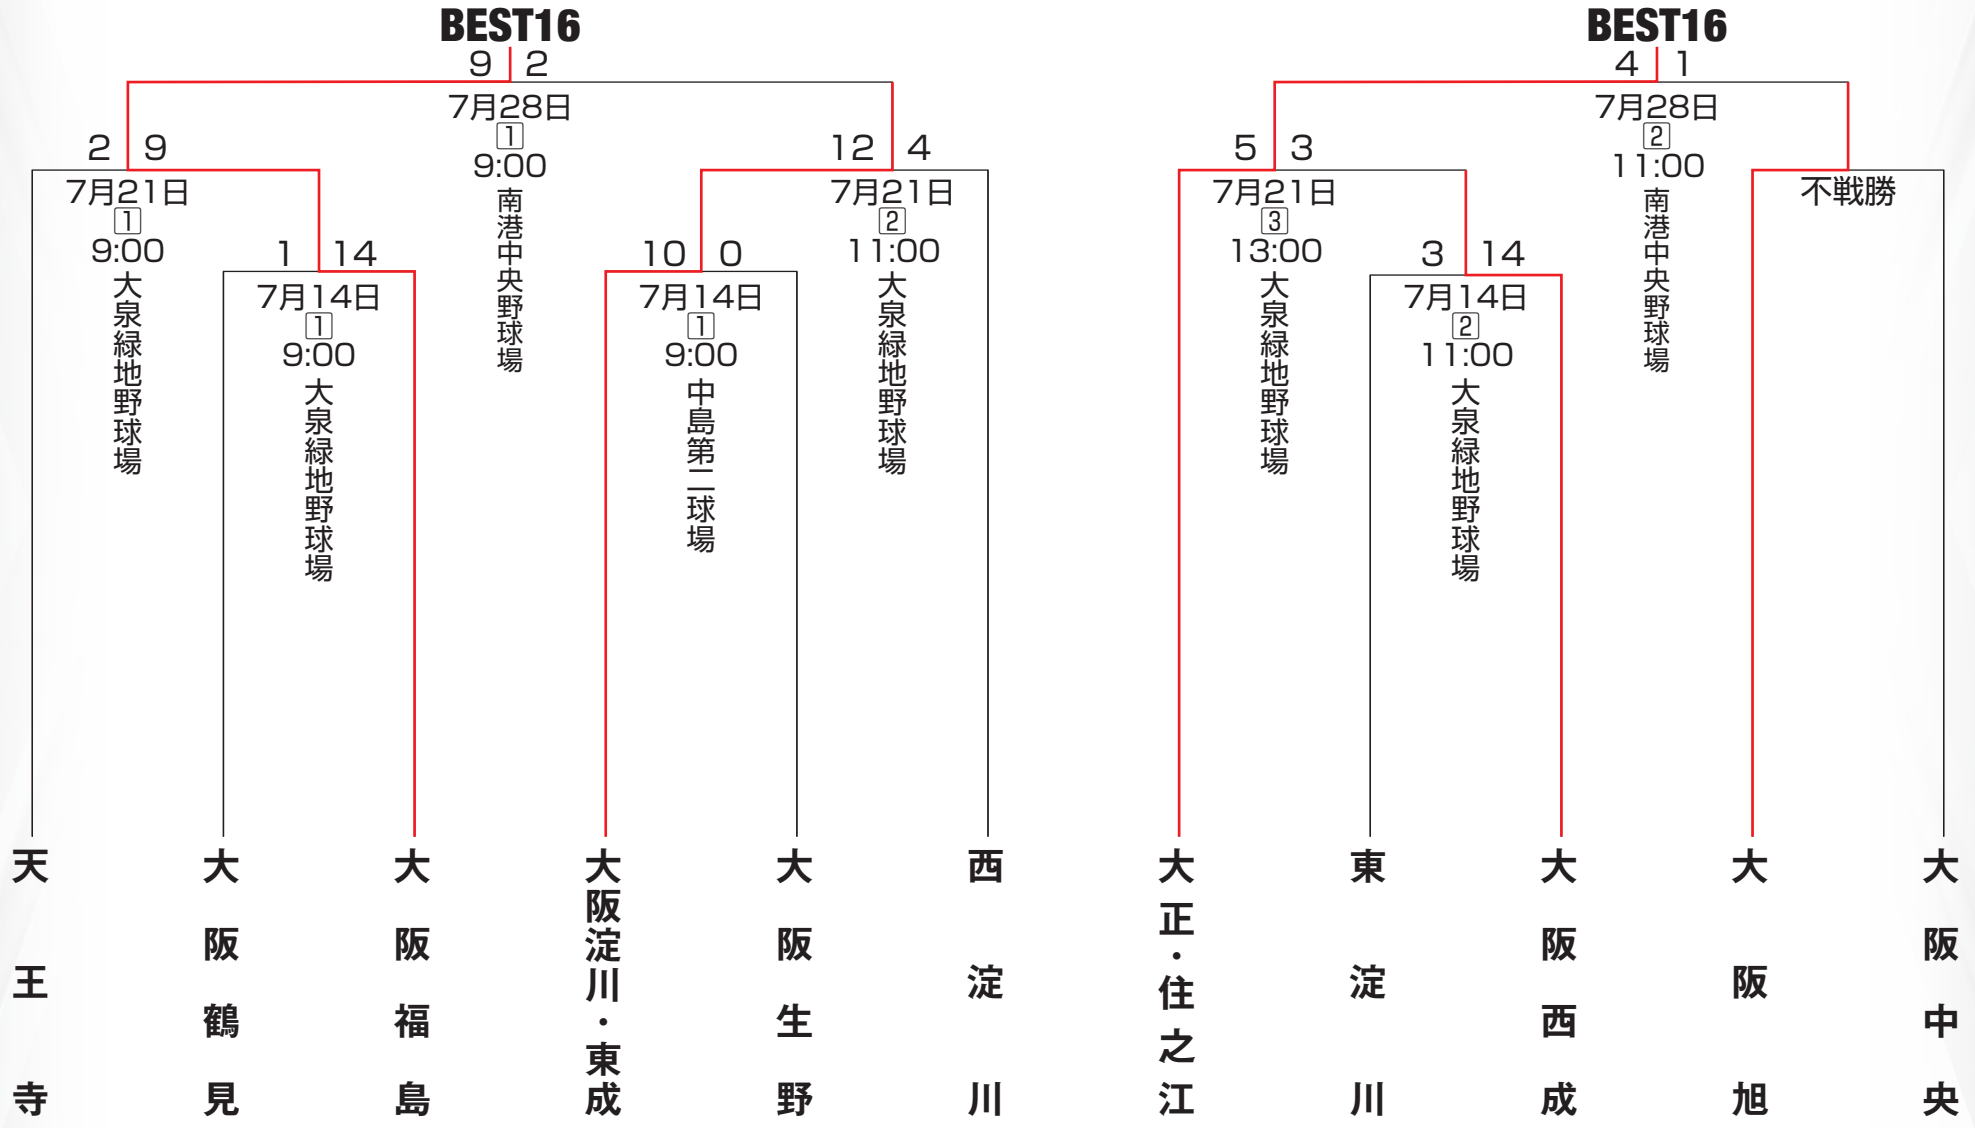 BEST16
9 2
7月28日
1
9:00
南港中央野球場
2 9
7月21日
1
9:00
大泉緑地野球場
12 4
7月21日
2
11:00
大泉緑地野球場
1 14
7月14日
1
9:00
大泉緑地野球場
10 0
7月14日
1
9:00
中島第二球場
天王寺
大阪鶴見
大阪福島
大阪淀川・東成
大阪生野
西淀川
BEST16
4 1
7月28日
2
11:00
南港中央野球場
5 3
7月21日
3
13:00
大泉緑地野球場
不戦勝
3 14
7月14日
2
11:00
大泉緑地野球場
大正・住之江
東淀川
大阪西成
大阪旭
大阪中央